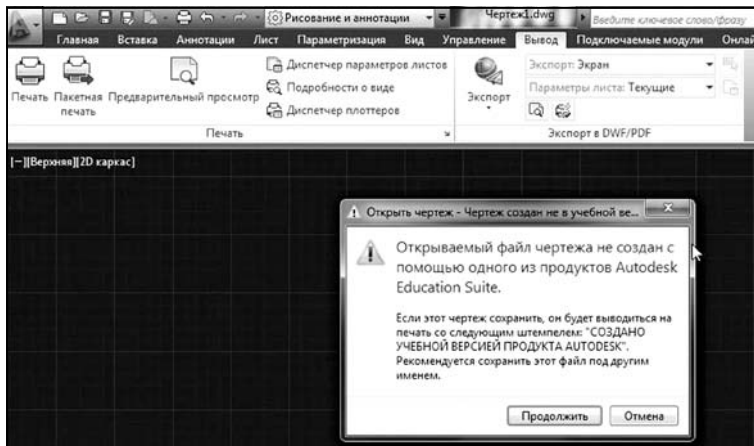 Рисование и аннотации
Чертеж1.dwg
Введите ключевое слово/фразу
Главная Вставка Аннотации Лист Параметризация Вид Управление Вывод Подключаемые модули Онлай
Печать
Пакетная печать
Предварительный просмотр
Диспетчер параметров листов
Подробности о виде
Диспетчер плоттеров
Печать
Экспорт
Экспорт: Экран
Параметры листа: Текущие
Экспорт в DWF/PDF
[−][Верхняя][2D каркас]
Открыть чертеж - Чертеж создан не в учебной ве...
Открываемый файл чертежа не создан с
помощью одного из продуктов Autodesk
Education Suite.
Если этот чертеж сохранить, он будет выводиться на
печать со следующим штемпелем: "СОЗДАНО
УЧЕБНОЙ ВЕРСИЕЙ ПРОДУКТА AUTODESK".
Рекомендуется сохранить этот файл под другим
именем.
Продолжить Отмена